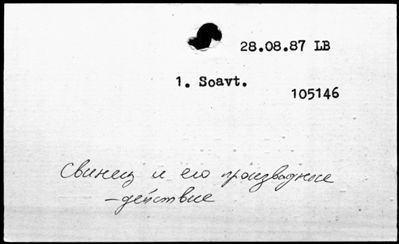 28.08.87 LB
1. Soavt.
105146
Свинец и его производные
-действие